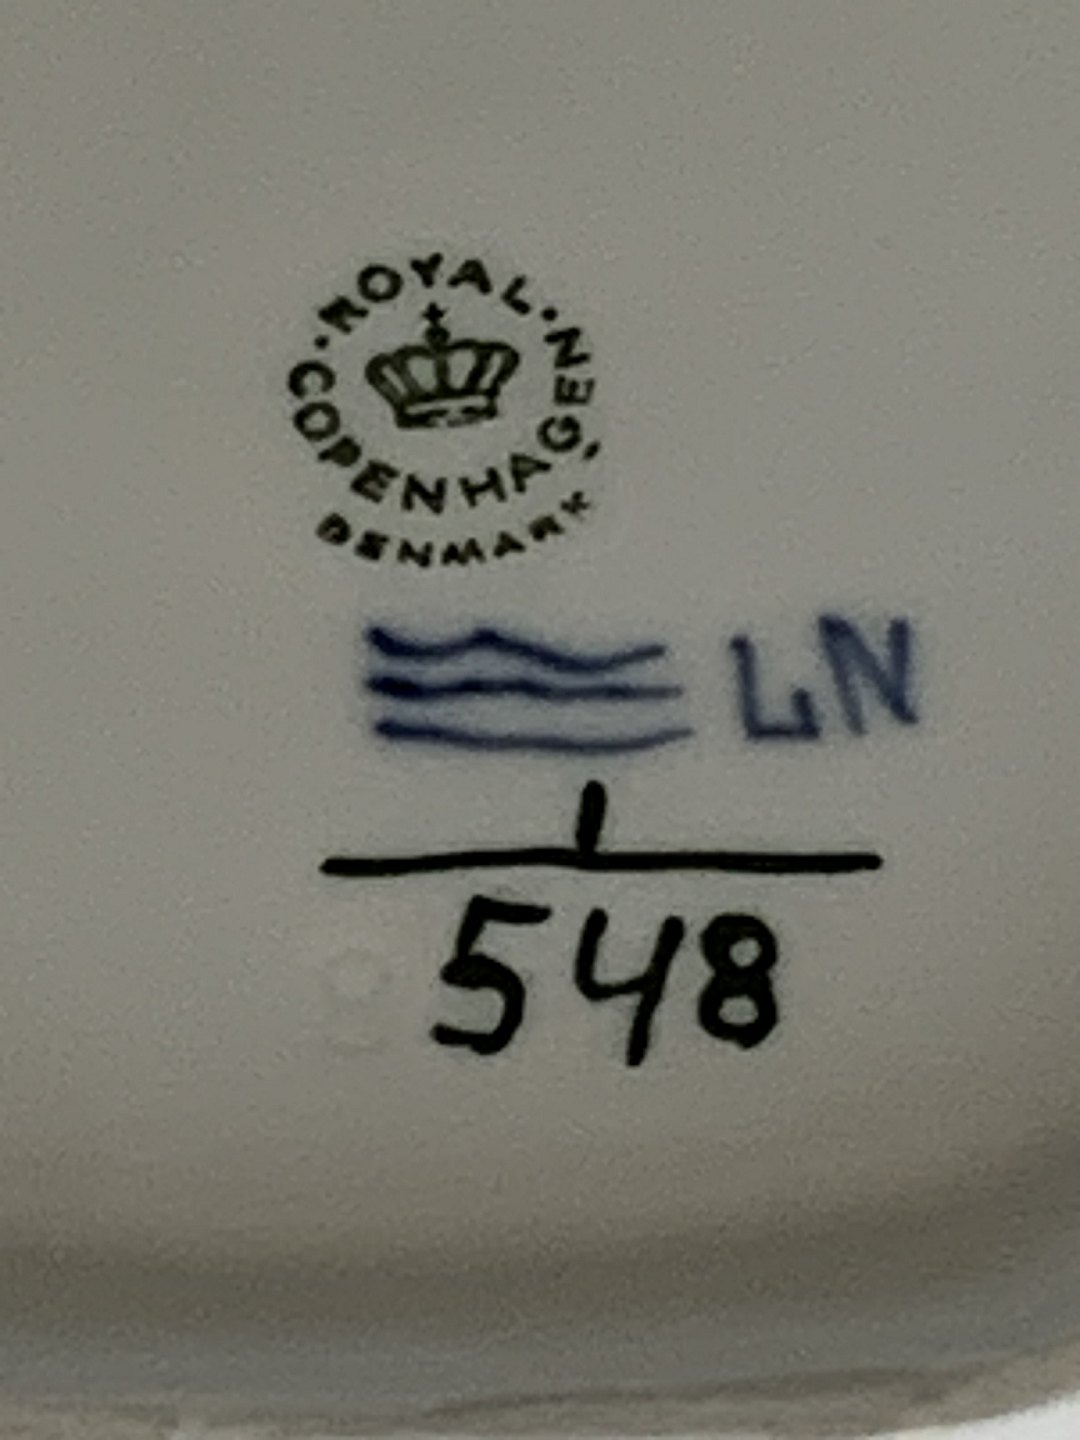 ROYAL · COPENHAGEN ·
DENMARK
LN
1
548